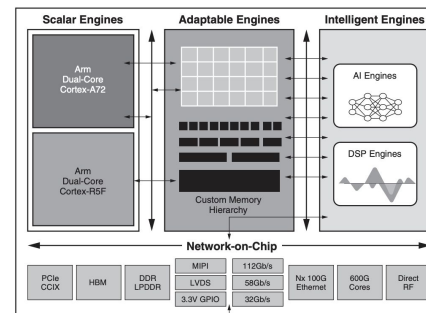 Scalar Engines
Adaptable Engines
Intelligent Engines
Arm
Dual-Core
Cortex-A72
Arm
Dual-Core
Cortex-R5F
Custom Memory
Hierarchy
AI Engines
DSP Engines
Network-on-Chip
PCIe
CCIX
HBM
DDR
LPDDR
MIPI
LVDS
3.3V GPIO
112Gb/s
58Gb/s
32Gb/s
Nx 100G
Ethernet
600G
Cores
Direct
RF